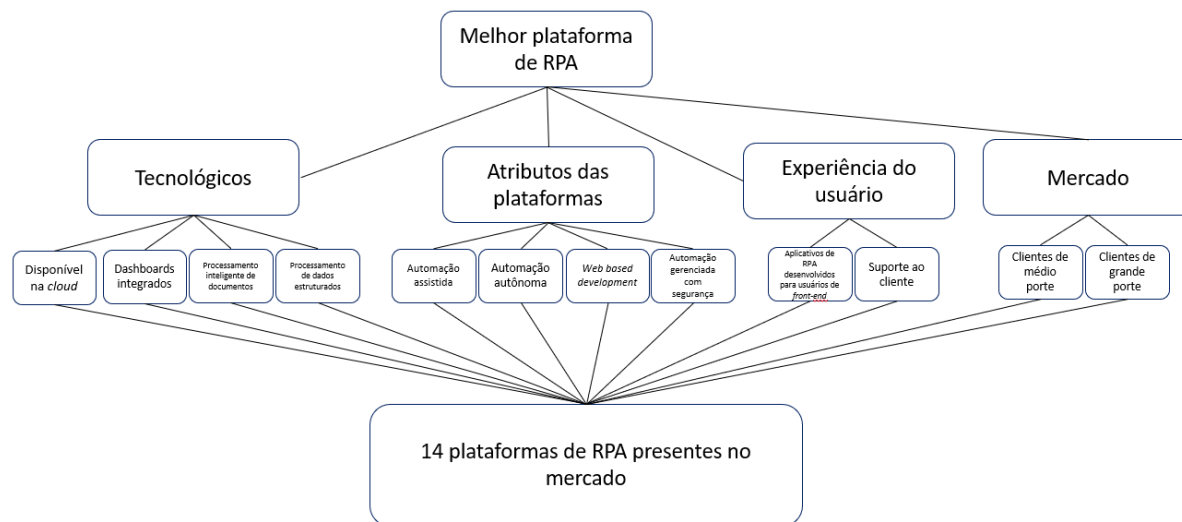 Melhor plataforma
de RPA
Tecnológicos
Atributos das
plataformas
Experiência do
usuário
Mercado
Disponível
na cloud
Dashboards
integrados
Processamento
inteligente de
documentos
Processamento
de dados
estruturados
Automação
assistida
Automação
autônoma
Web based
development
Automação
gerenciada
com
segurança
Aplicativos de
RPA
desenvolvidos
para usuários de
front-end
Suporte ao
cliente
Clientes de
médio
porte
Clientes de
grande
porte
14 plataformas de RPA presentes no
mercado